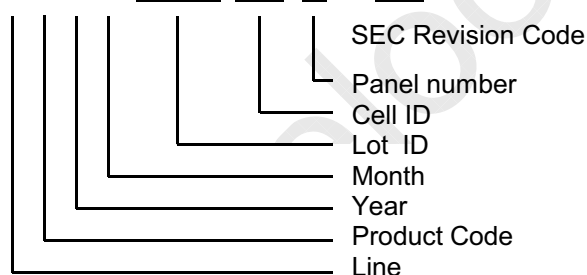 SEC Revision Code
Panel number
Cell ID
Lot ID
Month
Year
Product Code
Line